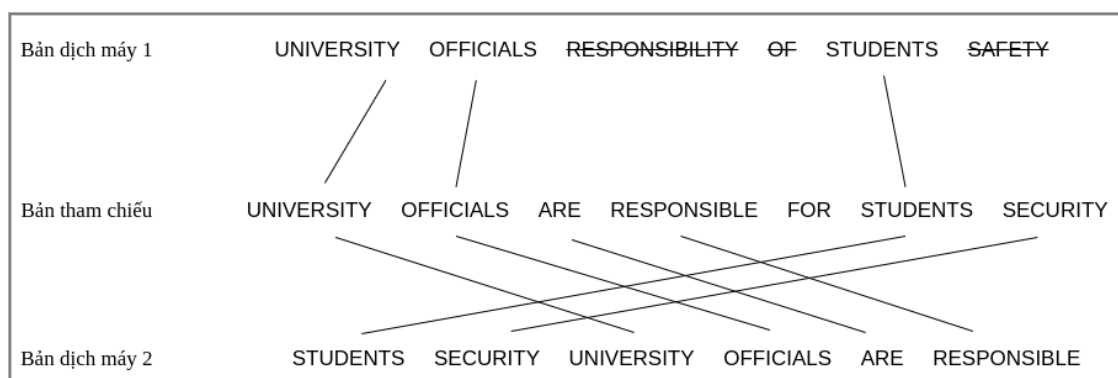 Bản dịch máy 1 UNIVERSITY OFFICIALS RESPONSIBILITY OF STUDENTS SAFETY
Bản tham chiếu UNIVERSITY OFFICIALS ARE RESPONSIBLE FOR STUDENTS SECURITY
Bản dịch máy 2 STUDENTS SECURITY UNIVERSITY OFFICIALS ARE RESPONSIBLE